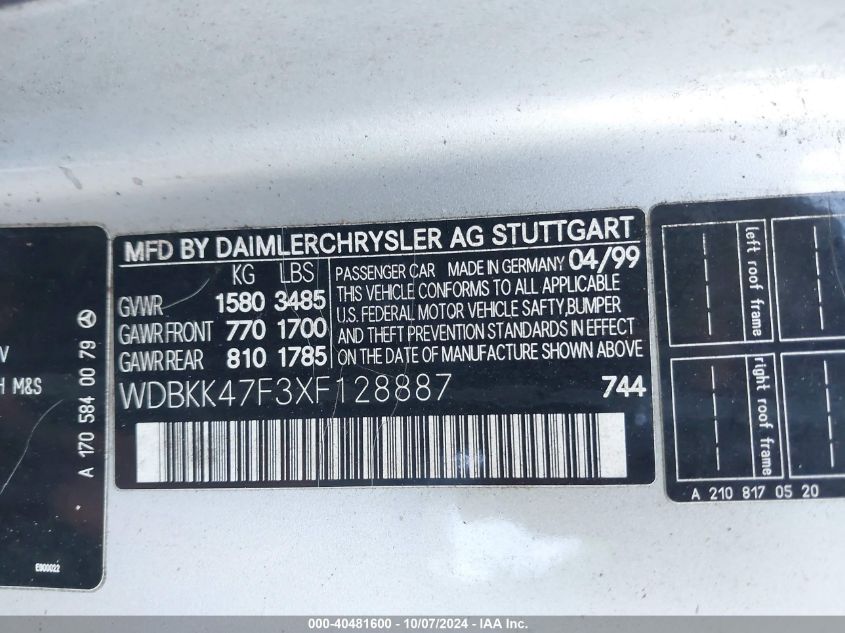 V
H M&S
A 170 584 00 79
E000022
MFD BY DAIMLERCHRYSLER AG STUTTGART
KG LBS
GVWR 1580 3485
GAWR FRONT 770 1700
GAWR REAR 810 1785
PASSENGER CAR MADE IN GERMANY 04/99
THIS VEHICLE CONFORMS TO ALL APPLICABLE
U.S. FEDERAL MOTOR VEHICLE SAFTY,BUMPER
AND THEFT PREVENTION STANDARDS IN EFFECT
ON THE DATE OF MANUFACTURE SHOWN ABOVE
WDBKK47F3XF128887 744
left roof frame
right roof frame
A 210 817 05 20
000-40481600 - 10/07/2024 - IAA Inc.